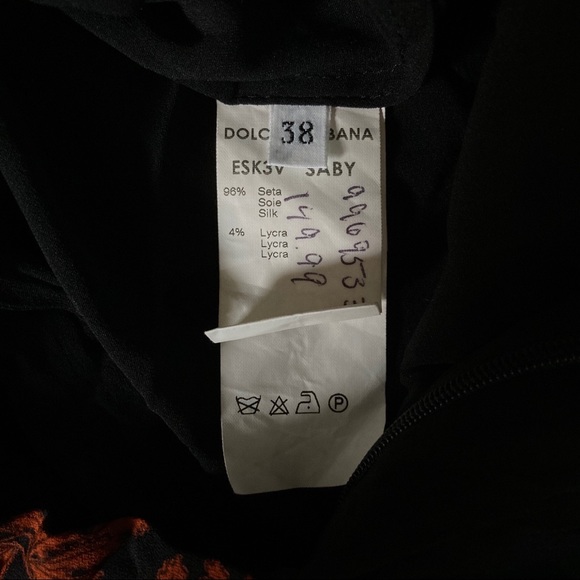 DOLC 38 BANA
ESK3V SABY
96% Seta
Soie
Silk
4% Lycra
Lycra
Lycra
149.99
P